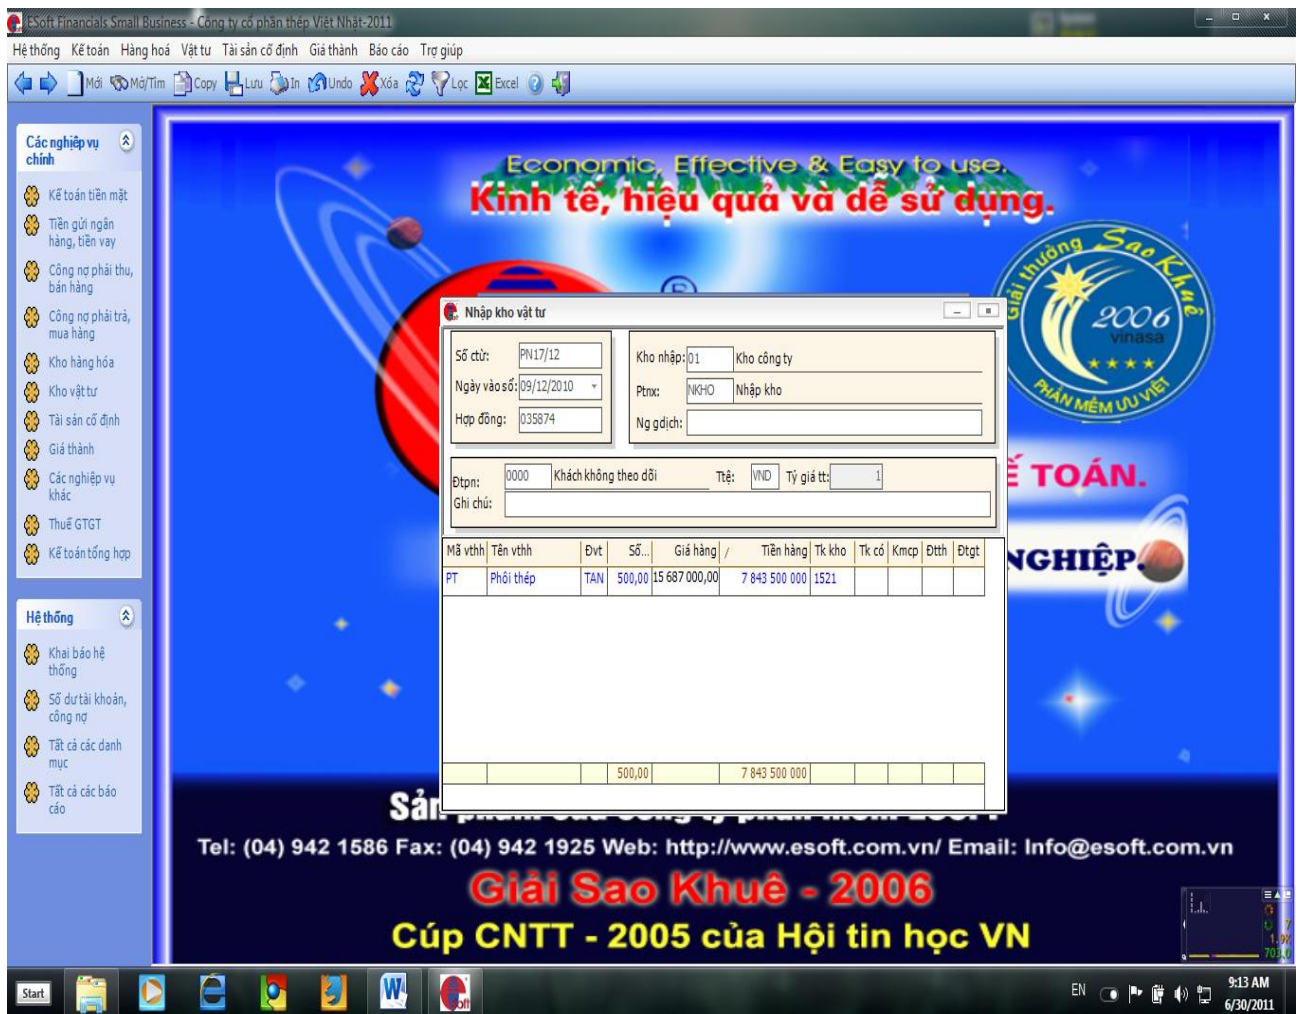 ESoft Financials Small Business - Công ty cổ phần thép Việt Nhật-2011
Hệ thống Kế toán Hàng hoá Vật tư Tài sản cố định Giá thành Báo cáo Trợ giúp
Mới Mở/Tìm Copy Lưu In Undo Xóa Lọc Excel
Các nghiệp vụ
chính
Kế toán tiền mặt
Tiền gửi ngân
hàng, tiền vay
Công nợ phải thu,
bán hàng
Công nợ phải trả,
mua hàng
Kho hàng hóa
Kho vật tư
Tài sản cố định
Giá thành
Các nghiệp vụ
khác
Thuế GTGT
Kế toán tổng hợp
Hệ thống
Khai báo hệ
thống
Số dư tài khoản,
công nợ
Tất cả các danh
mục
Tất cả các báo
cáo
Economic, Effective & Easy to use.
Kinh tế, hiệu quả và dễ sử dụng.
Giải thưởng Sao Khuê
2006
vinasa
PHẦN MỀM ƯU VIỆT
Ế TOÁN.
NGHIỆP.
Nhập kho vật tư
Số ctừ: PN17/12
Ngày vào sổ: 09/12/2010
Hợp đồng: 035874
Kho nhập: 01 Kho công ty
Ptnx: NKHO Nhập kho
Ng gdịch:
Đtpn: 0000 Khách không theo dõi Ttệ: VND Tỷ giá tt: 1
Ghi chú:
Mã vthh Tên vthh Đvt Số... Giá hàng / Tiền hàng Tk kho Tk có Kmcp Đtth Đtgt
PT Phôi thép TAN 500,00 15 687 000,00 7 843 500 000 1521
500,00 7 843 500 000
Tel: (04) 942 1586 Fax: (04) 942 1925 Web: http://www.esoft.com.vn/ Email: Info@esoft.com.vn
Giải Sao Khuê - 2006
Cúp CNTT - 2005 của Hội tin học VN
Start
EN
9:13 AM
6/30/2011